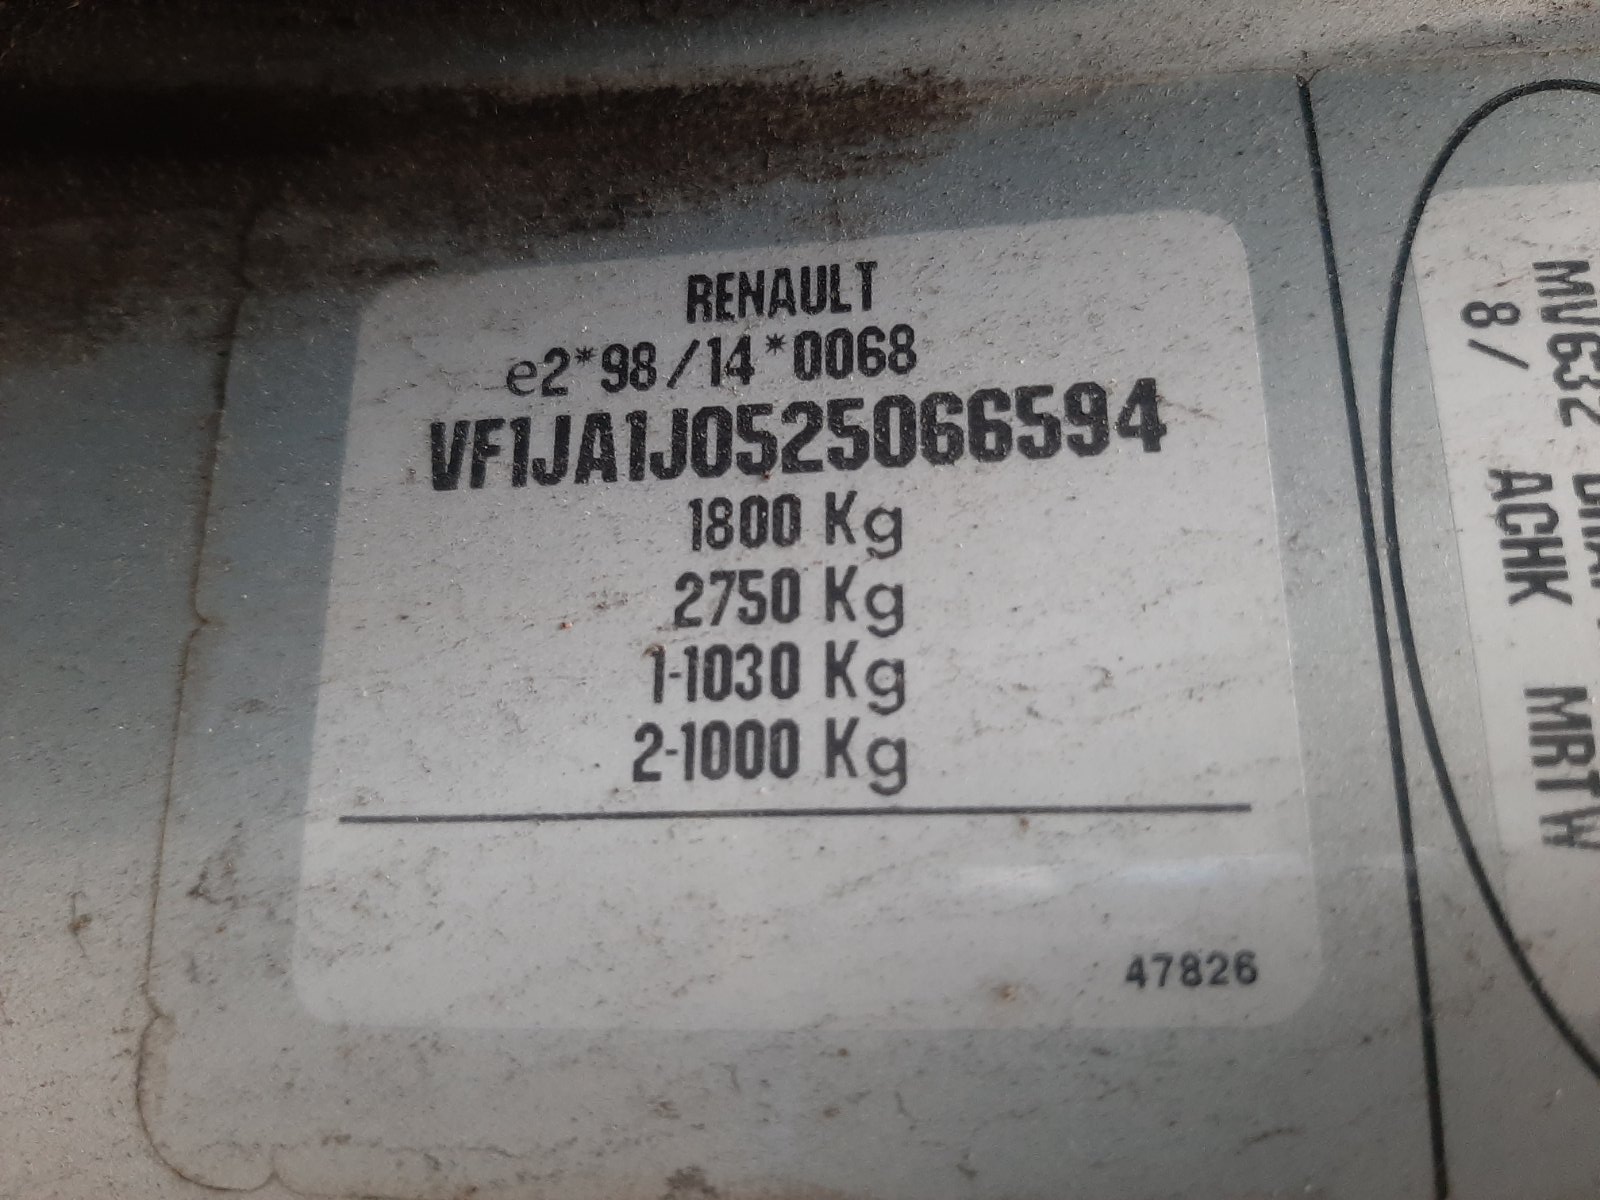 RENAULT
e2*98/14*0068
VF1JA1J0525066594
1800 Kg
2750 Kg
1-1030 Kg
2-1000 Kg
47826
MV632
8/ ACHK MRTW